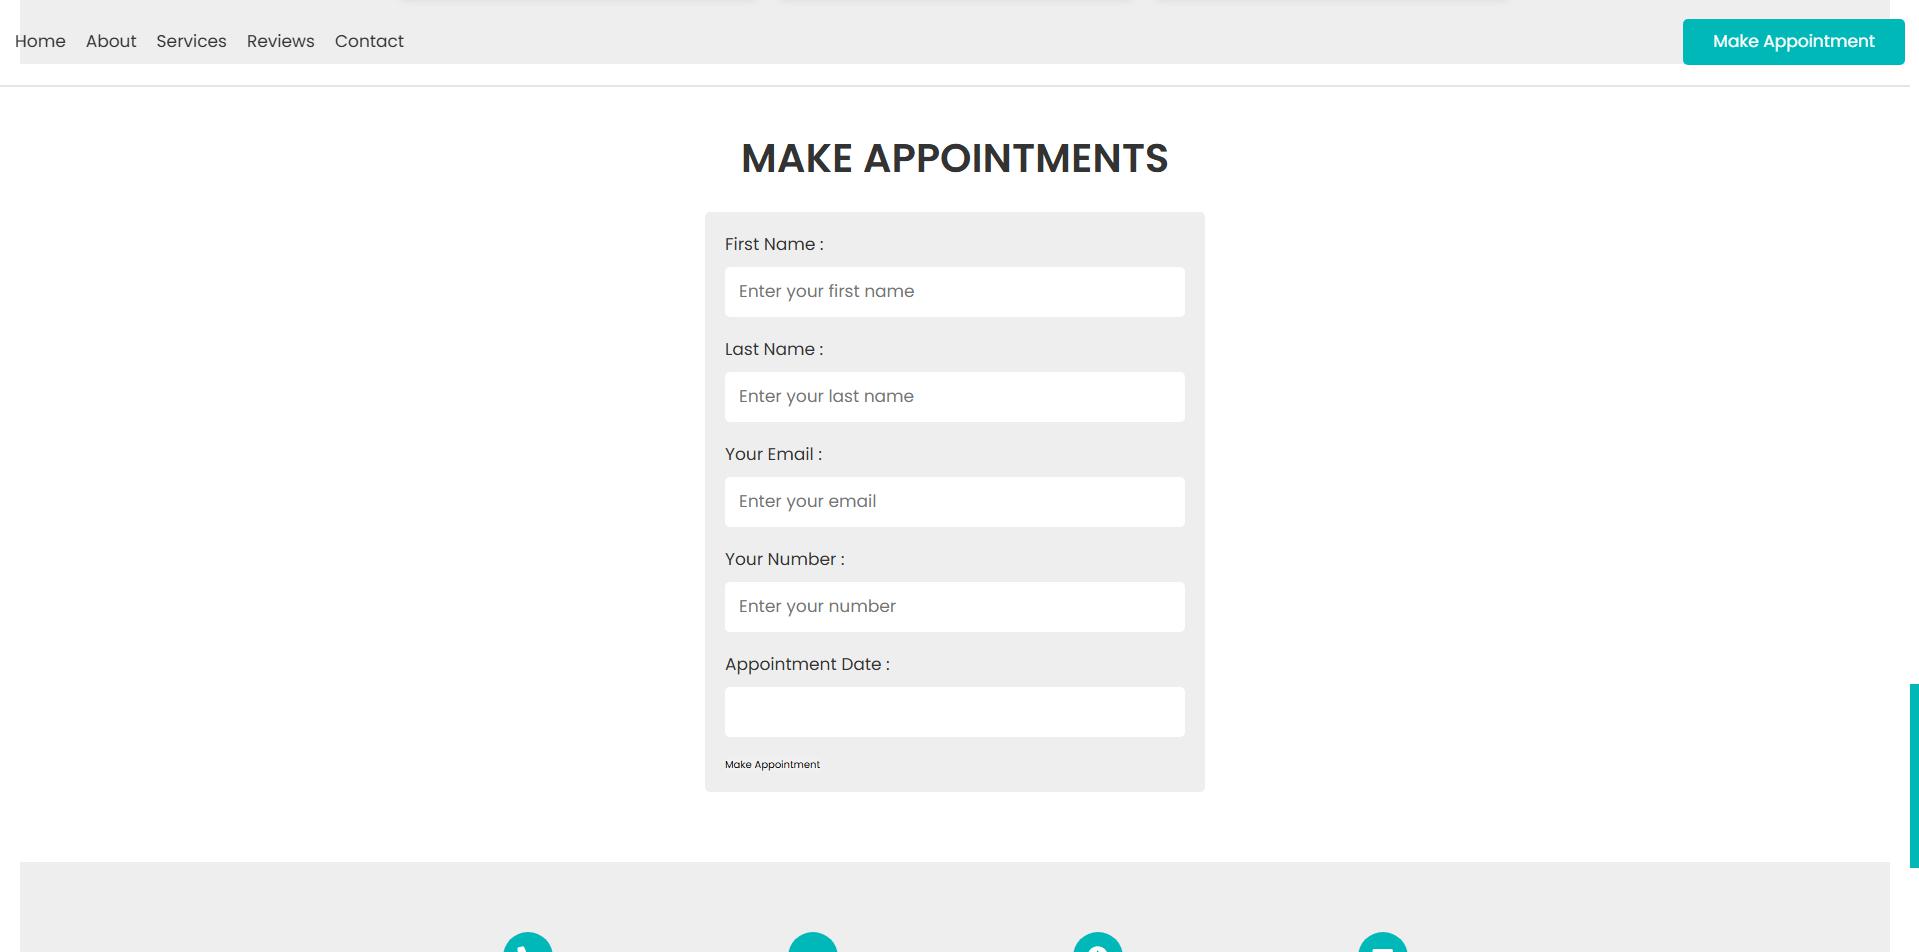 Home About Services Reviews Contact Make Appointment
MAKE APPOINTMENTS
First Name :
Enter your first name
Last Name :
Enter your last name
Your Email :
Enter your email
Your Number :
Enter your number
Appointment Date :
Make Appointment